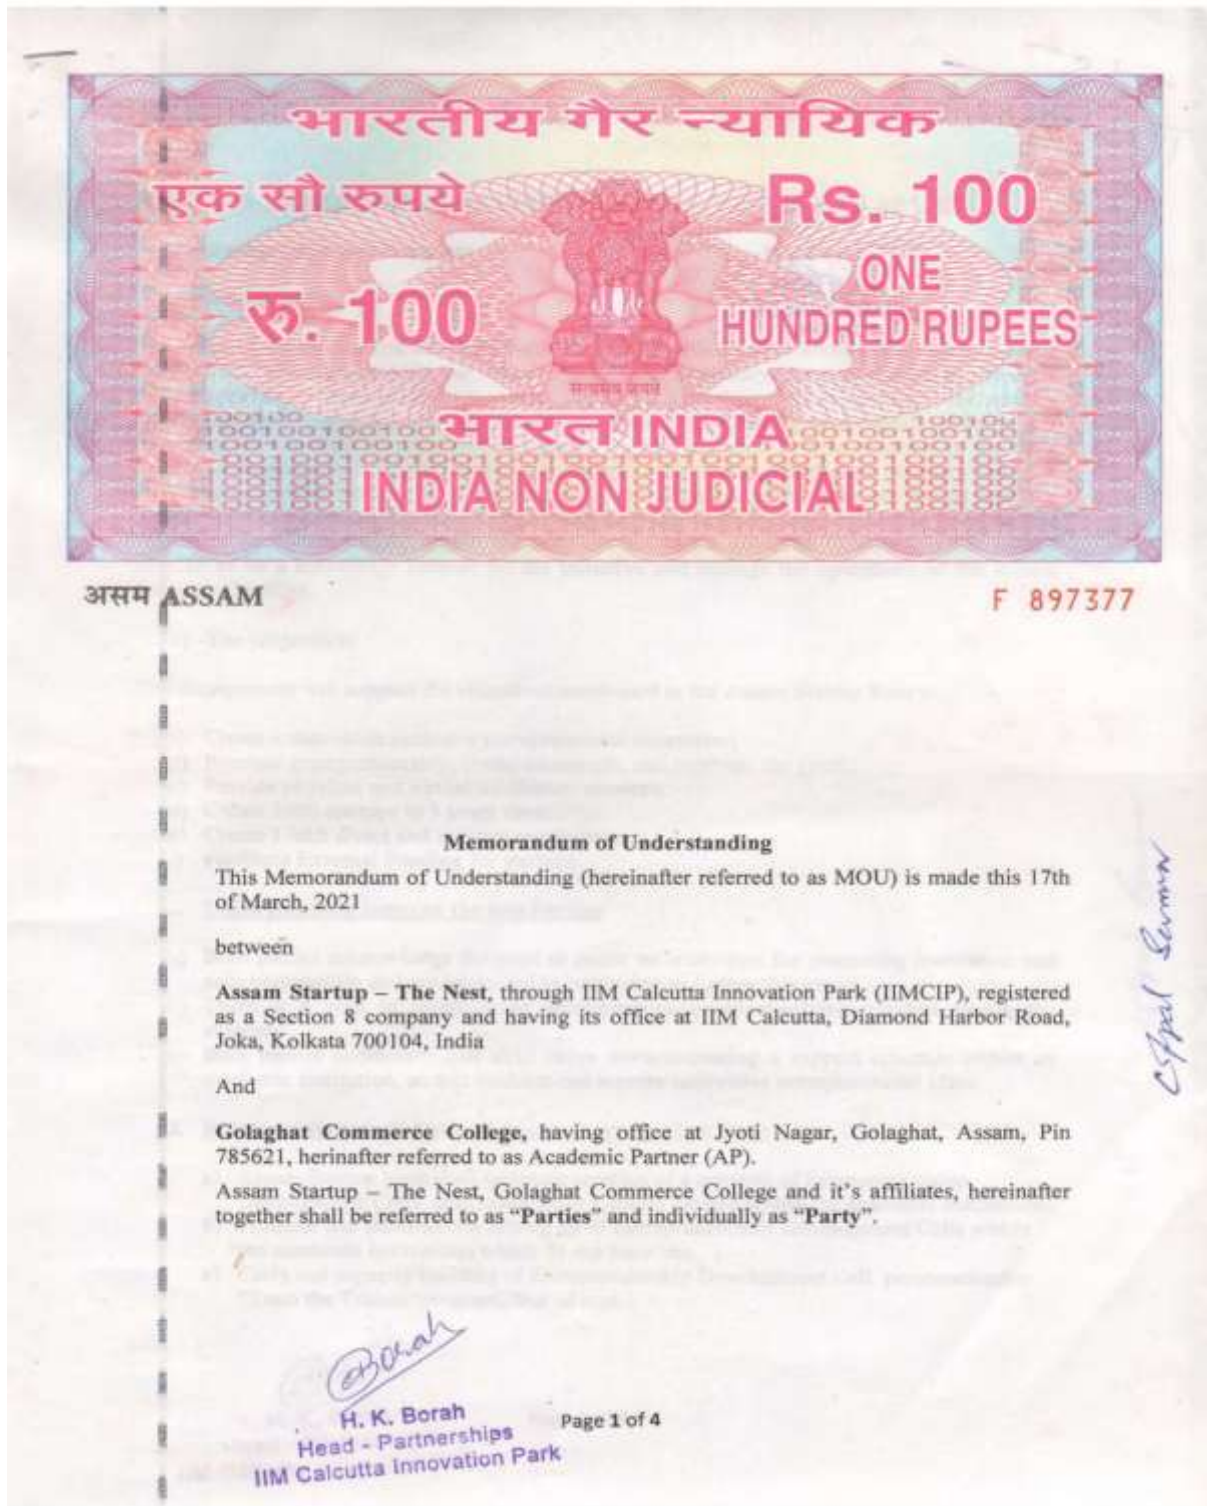 भारतीय गैर न्यायिक
एक सौ रुपये
Rs. 100
रु. 100
ONE
HUNDRED RUPEES
सत्यमेव जयते
भारत INDIA
INDIA NON JUDICIAL
असम ASSAM
F 897377
Memorandum of Understanding
This Memorandum of Understanding (hereinafter referred to as MOU) is made this 17th
of March, 2021
between
Assam Startup – The Nest, through IIM Calcutta Innovation Park (IIMCIP), registered
as a Section 8 company and having its office at IIM Calcutta, Diamond Harbor Road,
Joka, Kolkata 700104, India
And
Golaghat Commerce College, having office at Jyoti Nagar, Golaghat, Assam, Pin
785621, herinafter referred to as Academic Partner (AP).
Assam Startup – The Nest, Golaghat Commerce College and it's affiliates, hereinafter
together shall be referred to as “Parties” and individually as “Party”.
Borah
H. K. Borah
Head - Partnerships
IIM Calcutta Innovation Park
Page 1 of 4